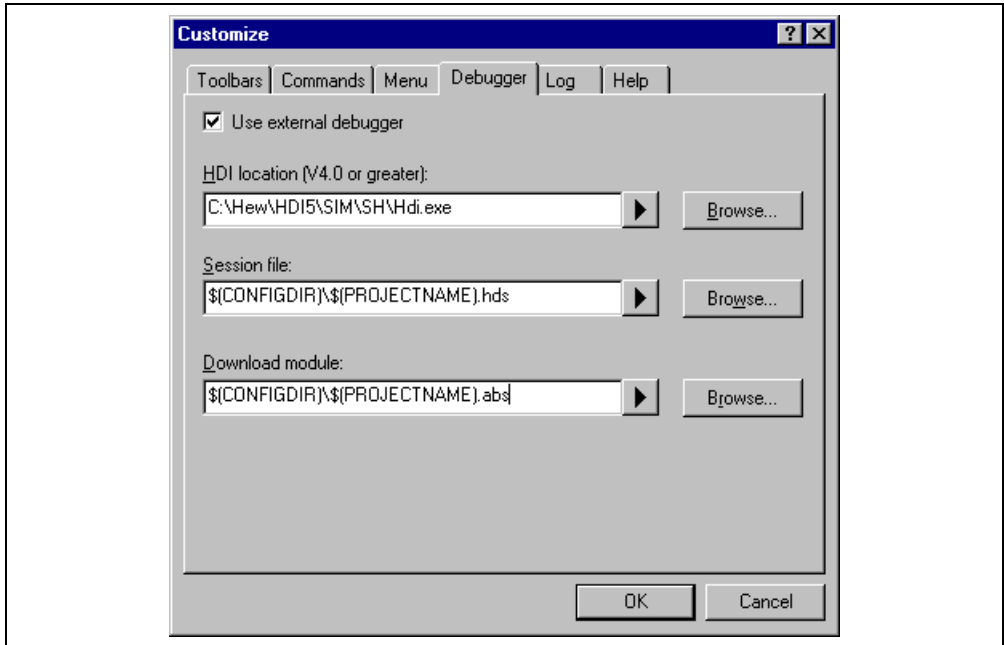 Customize
Toolbars Commands Menu Debugger Log Help
Use external debugger
HDI location (V4.0 or greater):
C:\Hew\HDI5\SIM\SH\Hdi.exe Browse...
Session file:
$(CONFIGDIR)\$(PROJECTNAME).hds Browse...
Download module:
$(CONFIGDIR)\$(PROJECTNAME).abs Browse...
OK Cancel